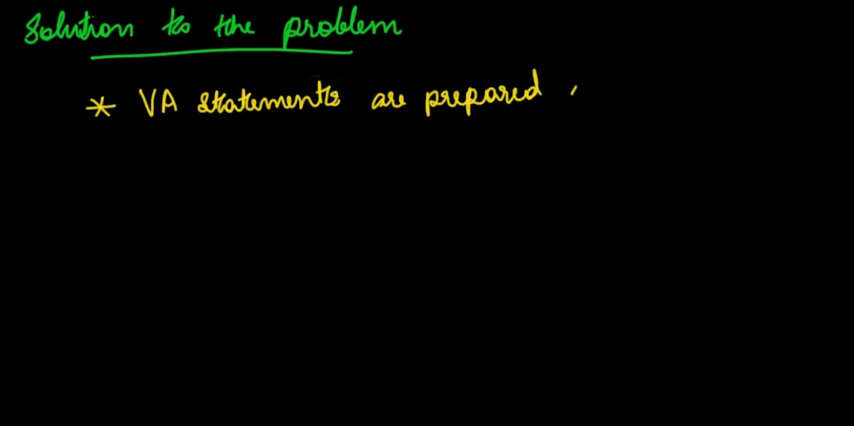 Solution to the problem
* VA statements are prepared ,